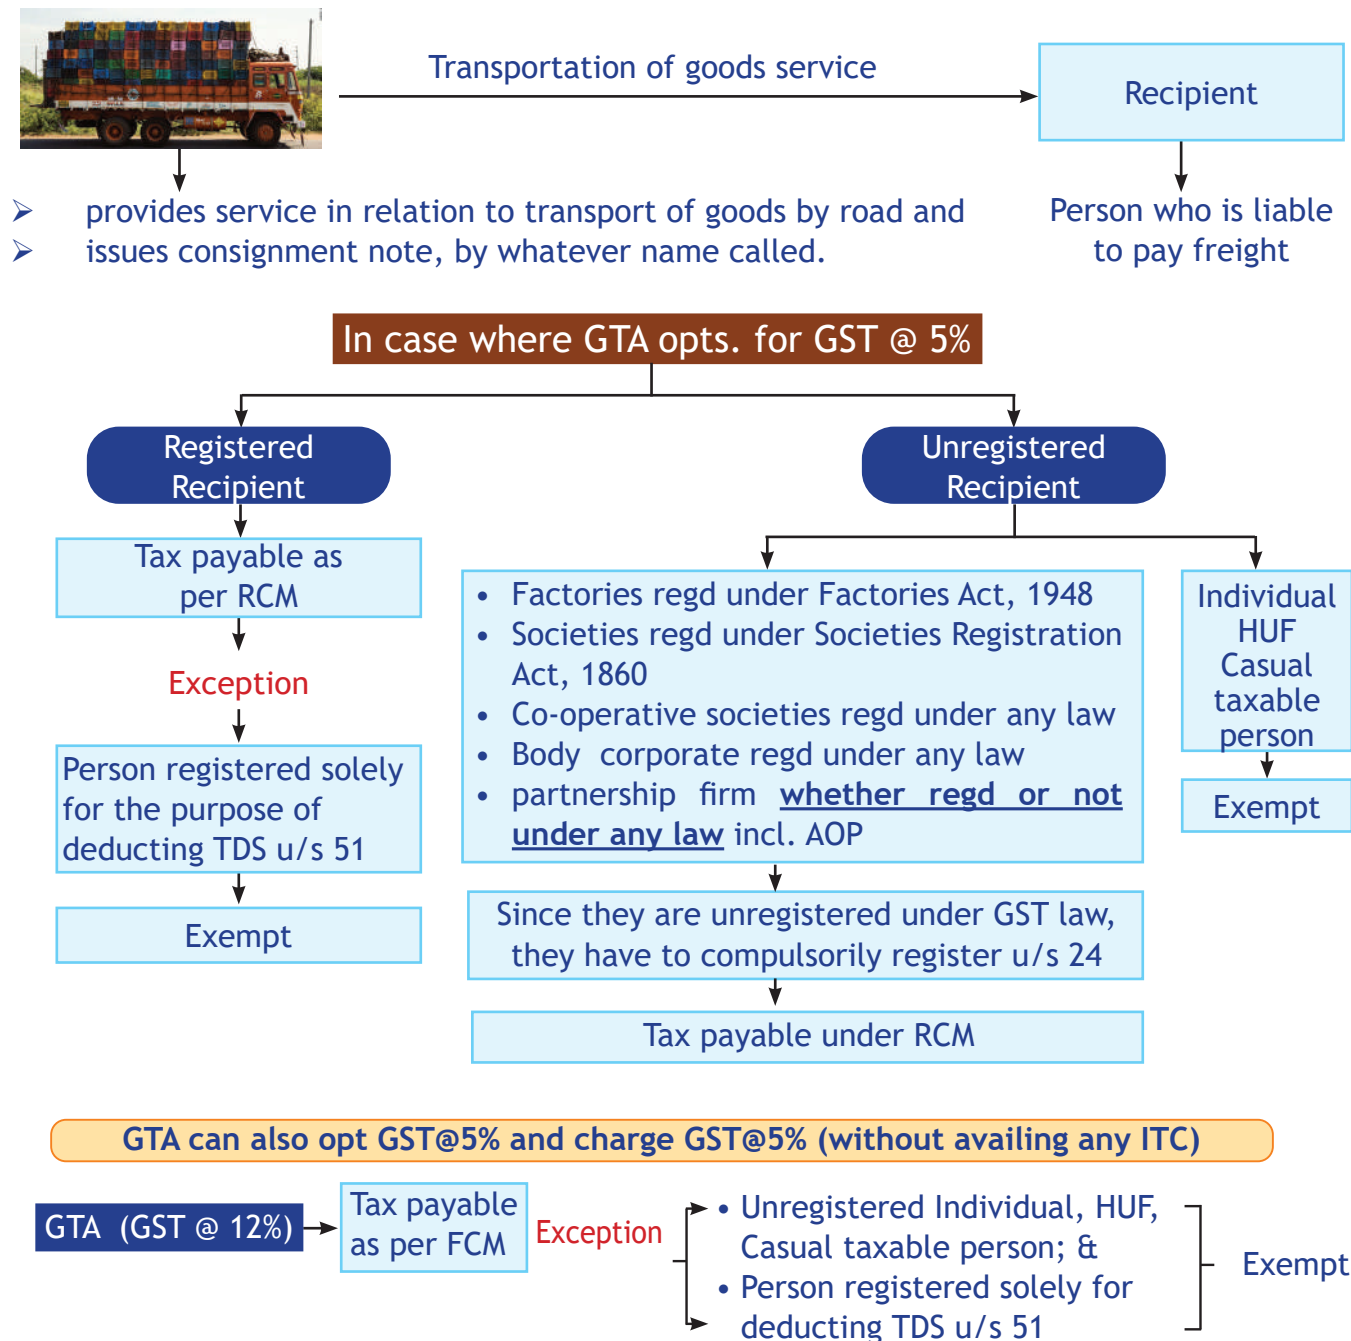 Transportation of goods service
Recipient
➢ provides service in relation to transport of goods by road and
➢ issues consignment note, by whatever name called.
Person who is liable
to pay freight
In case where GTA opts. for GST @ 5%
Registered
Recipient
Unregistered
Recipient
Tax payable as
per RCM
Exception
Person registered solely
for the purpose of
deducting TDS u/s 51
Exempt
• Factories regd under Factories Act, 1948
• Societies regd under Societies Registration
Act, 1860
• Co-operative societies regd under any law
• Body corporate regd under any law
• partnership firm whether regd or not
under any law incl. AOP
Since they are unregistered under GST law,
they have to compulsorily register u/s 24
Tax payable under RCM
Individual
HUF
Casual
taxable
person
Exempt
GTA can also opt GST@5% and charge GST@5% (without availing any ITC)
GTA (GST @ 12%)
Tax payable
as per FCM
Exception
• Unregistered Individual, HUF,
Casual taxable person; &
• Person registered solely for
deducting TDS u/s 51
Exempt